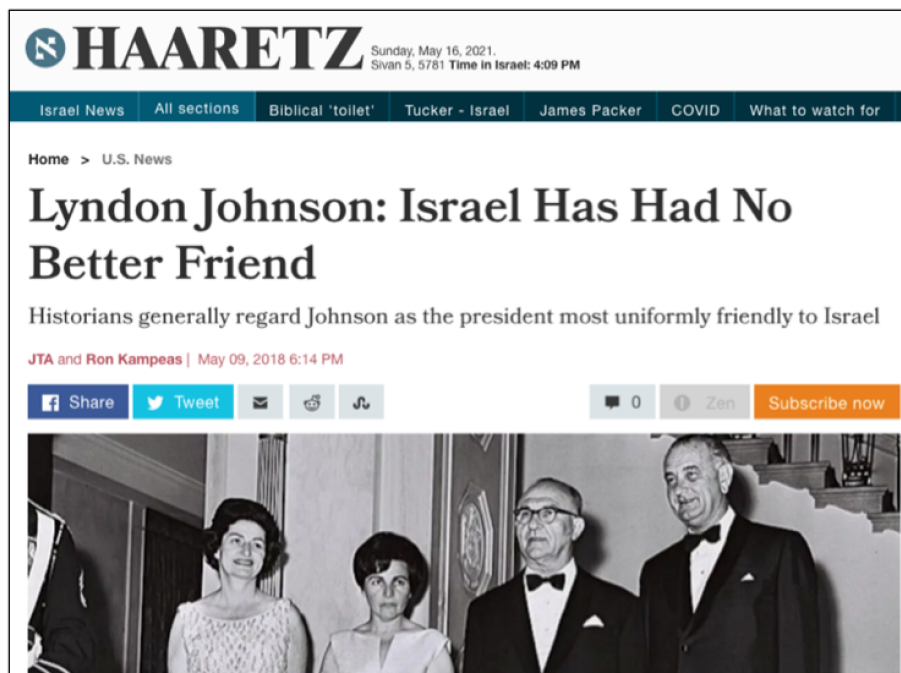 HAARETZ
Sunday, May 16, 2021.
Sivan 5, 5781 Time in Israel: 4:09 PM
Israel News All sections Biblical 'toilet' Tucker - Israel James Packer COVID What to watch for
Home > U.S. News
Lyndon Johnson: Israel Has Had No
Better Friend
Historians generally regard Johnson as the president most uniformly friendly to Israel
JTA and Ron Kampeas | May 09, 2018 6:14 PM
Share Tweet 0 Zen Subscribe now